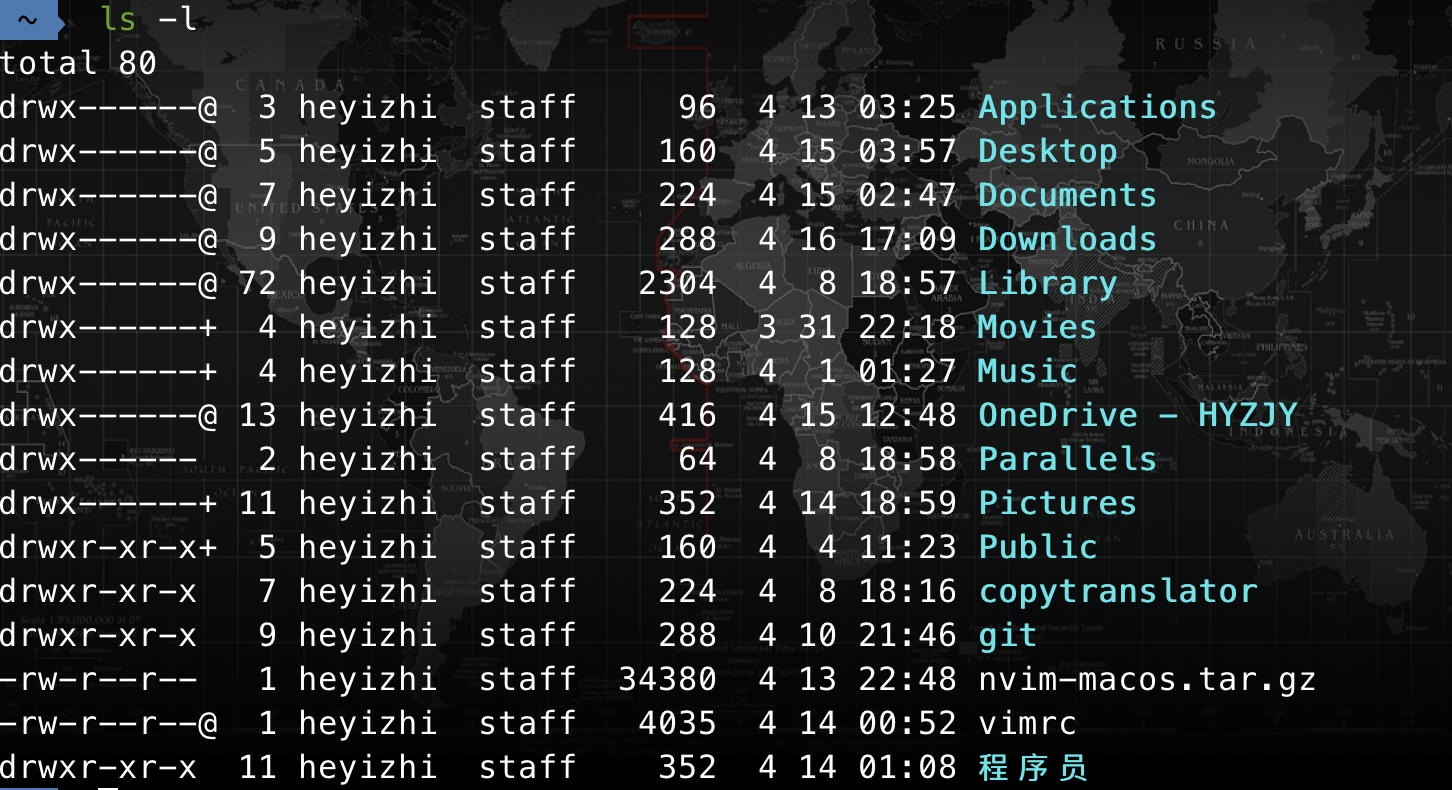 ~ ls -l
total 80
drwx------@ 3 heyizhi staff 96 4 13 03:25 Applications
drwx------@ 5 heyizhi staff 160 4 15 03:57 Desktop
drwx------@ 7 heyizhi staff 224 4 15 02:47 Documents
drwx------@ 9 heyizhi staff 288 4 16 17:09 Downloads
drwx------@ 72 heyizhi staff 2304 4 8 18:57 Library
drwx------+ 4 heyizhi staff 128 3 31 22:18 Movies
drwx------+ 4 heyizhi staff 128 4 1 01:27 Music
drwx------@ 13 heyizhi staff 416 4 15 12:48 OneDrive - HYZJY
drwx------ 2 heyizhi staff 64 4 8 18:58 Parallels
drwx------+ 11 heyizhi staff 352 4 14 18:59 Pictures
drwxr-xr-x+ 5 heyizhi staff 160 4 4 11:23 Public
drwxr-xr-x 7 heyizhi staff 224 4 8 18:16 copytranslator
drwxr-xr-x 9 heyizhi staff 288 4 10 21:46 git
-rw-r--r-- 1 heyizhi staff 34380 4 13 22:48 nvim-macos.tar.gz
-rw-r--r--@ 1 heyizhi staff 4035 4 14 00:52 vimrc
drwxr-xr-x 11 heyizhi staff 352 4 14 01:08 程序员
RUSSIA
CANADA
MONGOLIA
CHINA
ALGERIA
AUSTRALIA